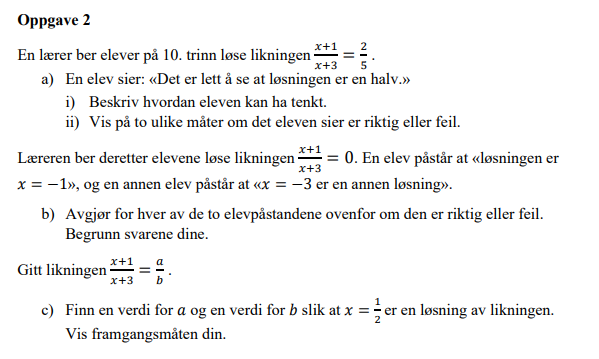 Oppgave 2
En lærer ber elever på 10. trinn løse likningen \frac{x+1}{x+3} = \frac{2}{5} .
a) En elev sier: «Det er lett å se at løsningen er en halv.»
i) Beskriv hvordan eleven kan ha tenkt.
ii) Vis på to ulike måter om det eleven sier er riktig eller feil.
Læreren ber deretter elevene løse likningen \frac{x+1}{x+3} = 0. En elev påstår at «løsningen er
x = −1», og en annen elev påstår at «x = −3 er en annen løsning».
b) Avgjør for hver av de to elevpåstandene ovenfor om den er riktig eller feil.
Begrunn svarene dine.
Gitt likningen \frac{x+1}{x+3} = \frac{a}{b} .
c) Finn en verdi for a og en verdi for b slik at x = \frac{1}{2} er en løsning av likningen.
Vis framgangsmåten din.